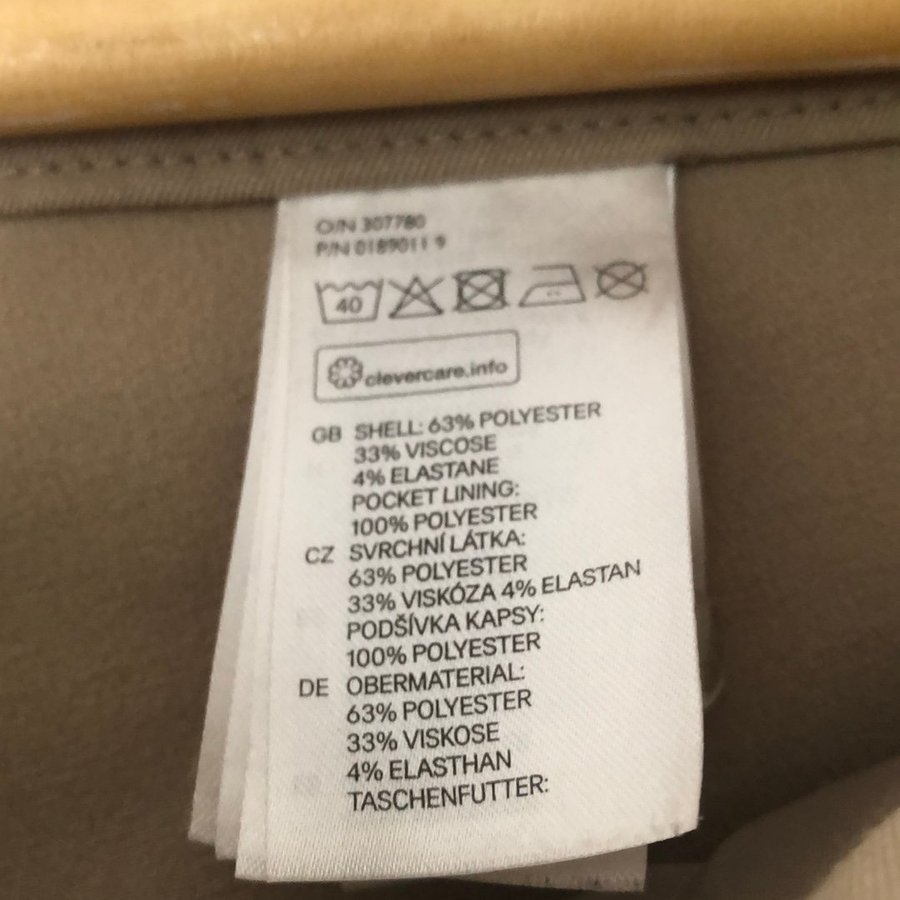 O/N 307780
P/N 0189011 9
40
clevercare.info
GB SHELL: 63% POLYESTER
33% VISCOSE
4% ELASTANE
POCKET LINING:
100% POLYESTER
CZ SVRCHNÍ LÁTKA:
63% POLYESTER
33% VISKÓZA 4% ELASTAN
PODŠÍVKA KAPSY:
100% POLYESTER
DE OBERMATERIAL:
63% POLYESTER
33% VISKOSE
4% ELASTHAN
TASCHENFUTTER: